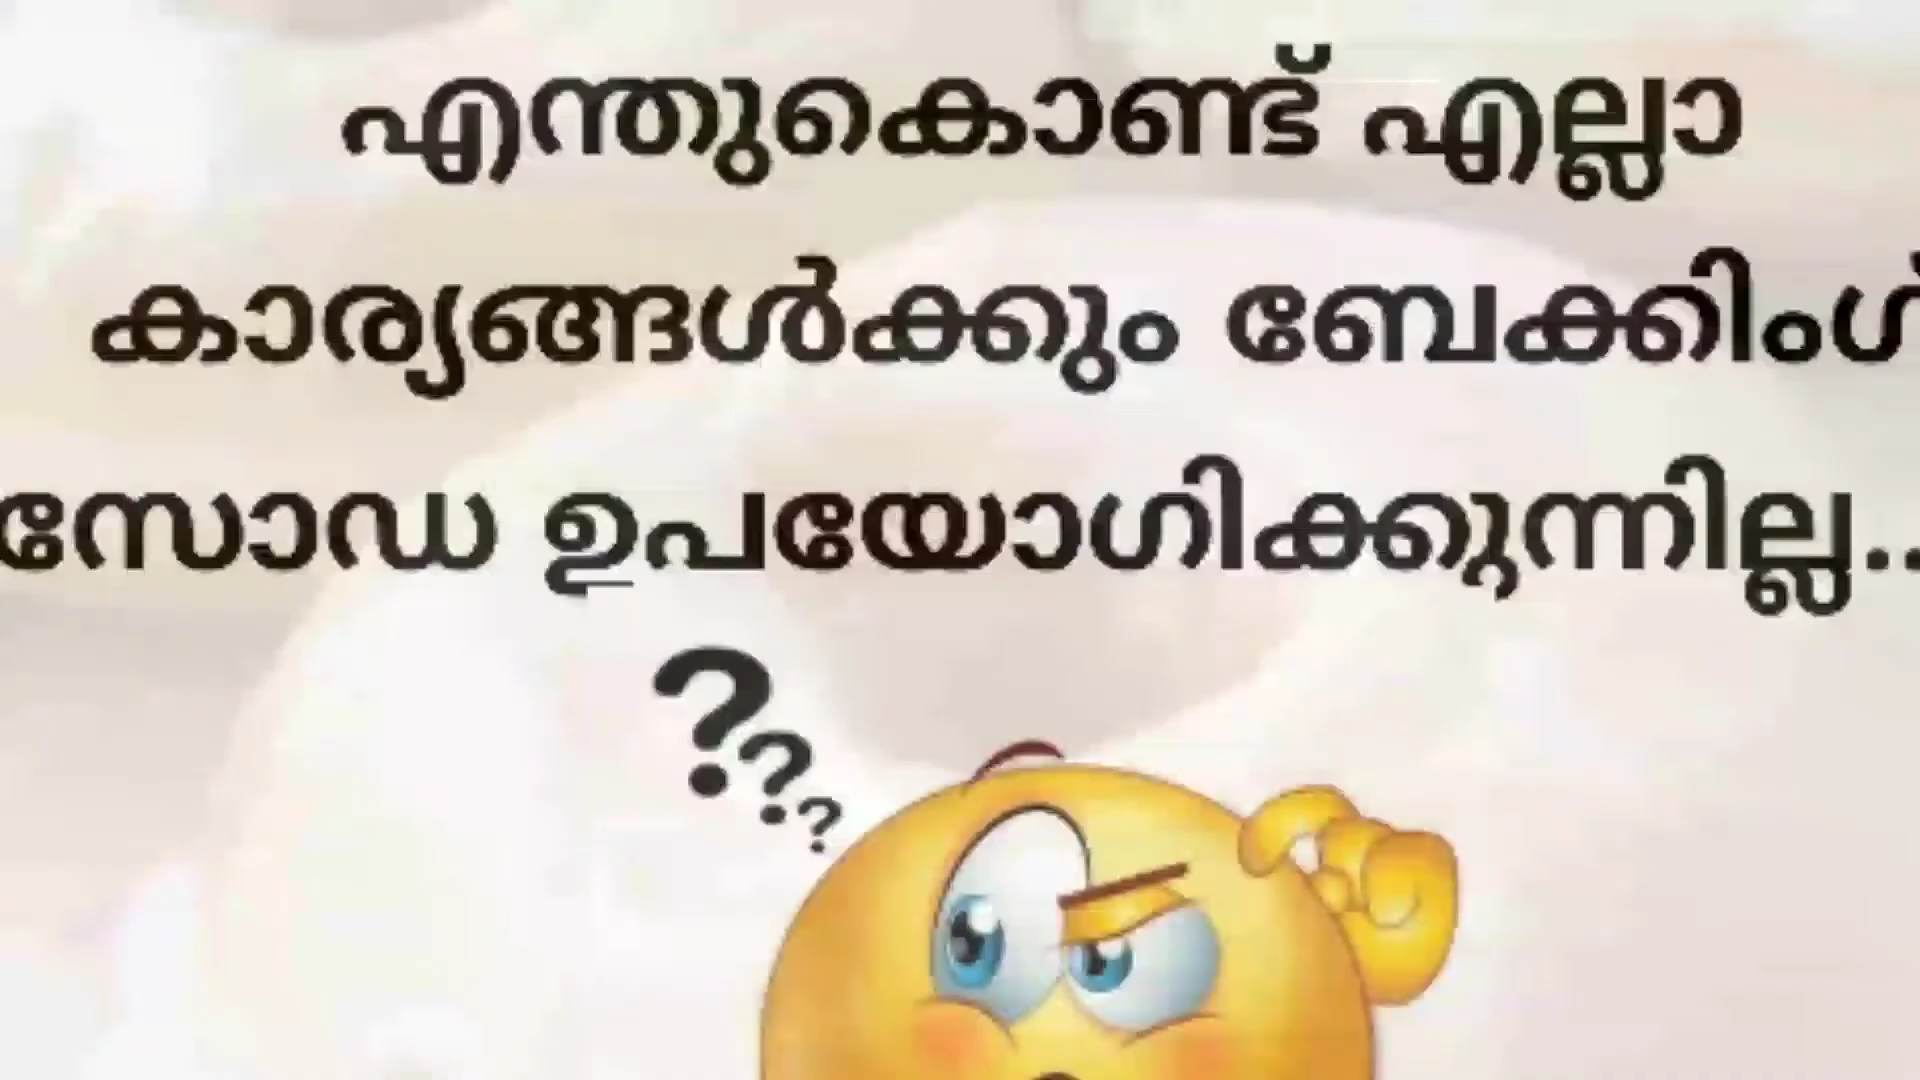 എന്തുകൊണ്ട് എല്ലാ
കാര്യങ്ങൾക്കും ബേക്കിംഗ്
സോഡ ഉപയോഗിക്കുന്നില്ല..
???